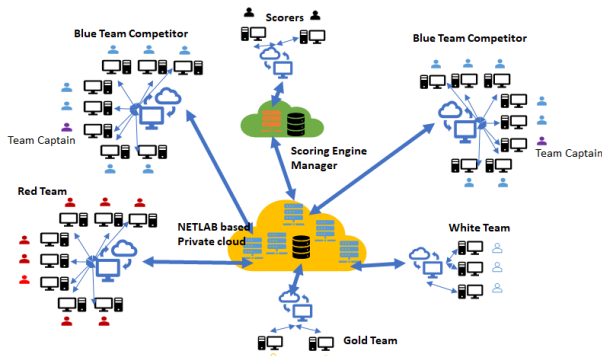 Scorers
Blue Team Competitor
Blue Team Competitor
Team Captain
Scoring Engine
Manager
Team Captain
Red Team
NETLAB based
Private cloud
White Team
Gold Team